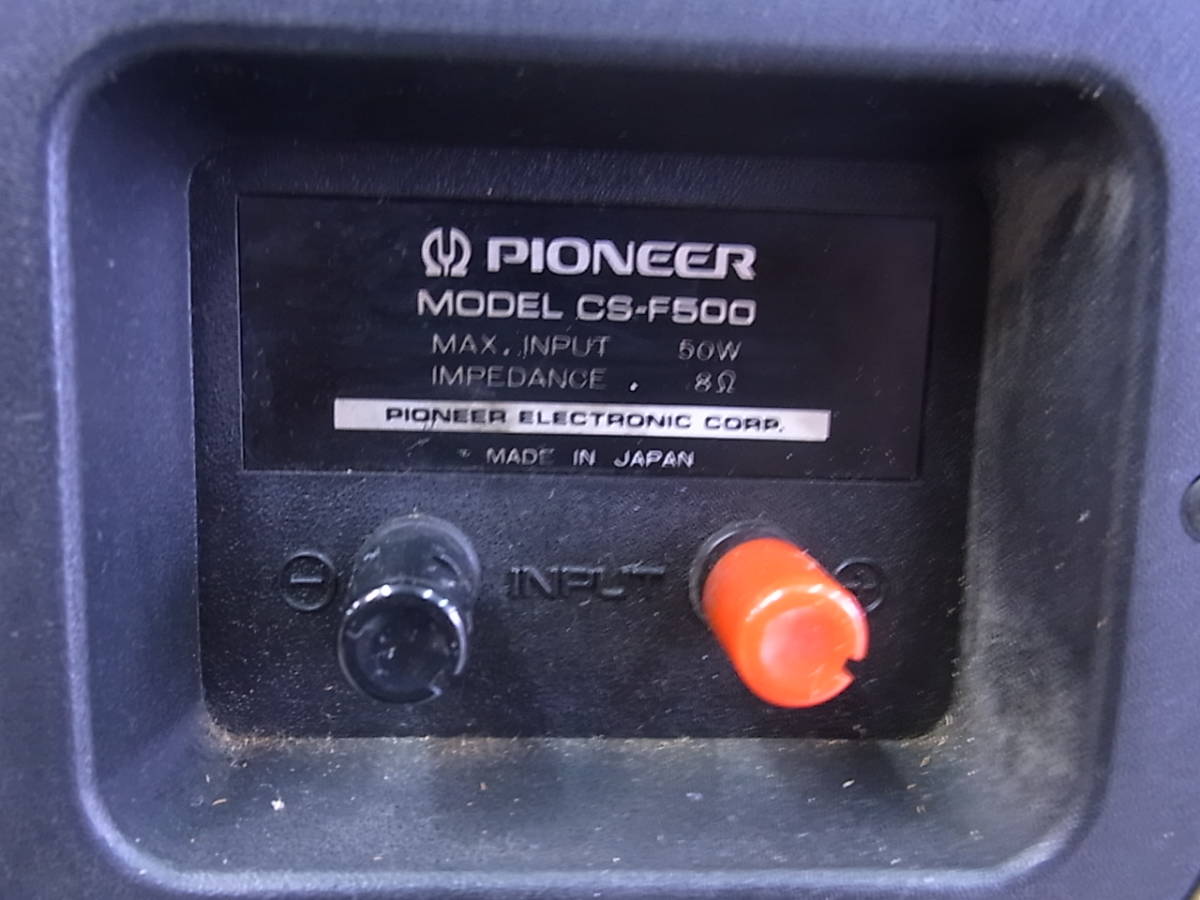 PIONEER
MODEL CS-F500
MAX. INPUT 50W
IMPEDANCE 8Ω
PIONEER ELECTRONIC CORP.
MADE IN JAPAN
− INPUT +